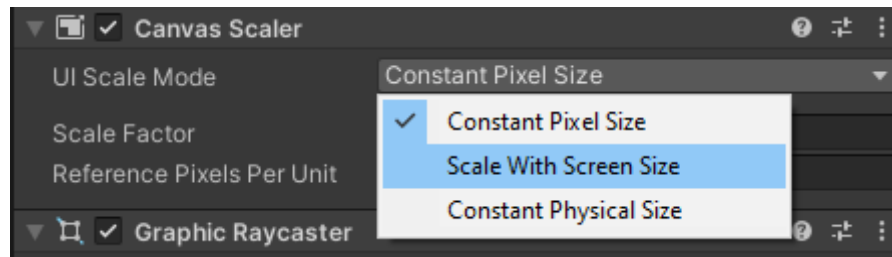 Canvas Scaler
UI Scale Mode Constant Pixel Size
Constant Pixel Size
Scale Factor
Scale With Screen Size
Reference Pixels Per Unit
Constant Physical Size
Graphic Raycaster